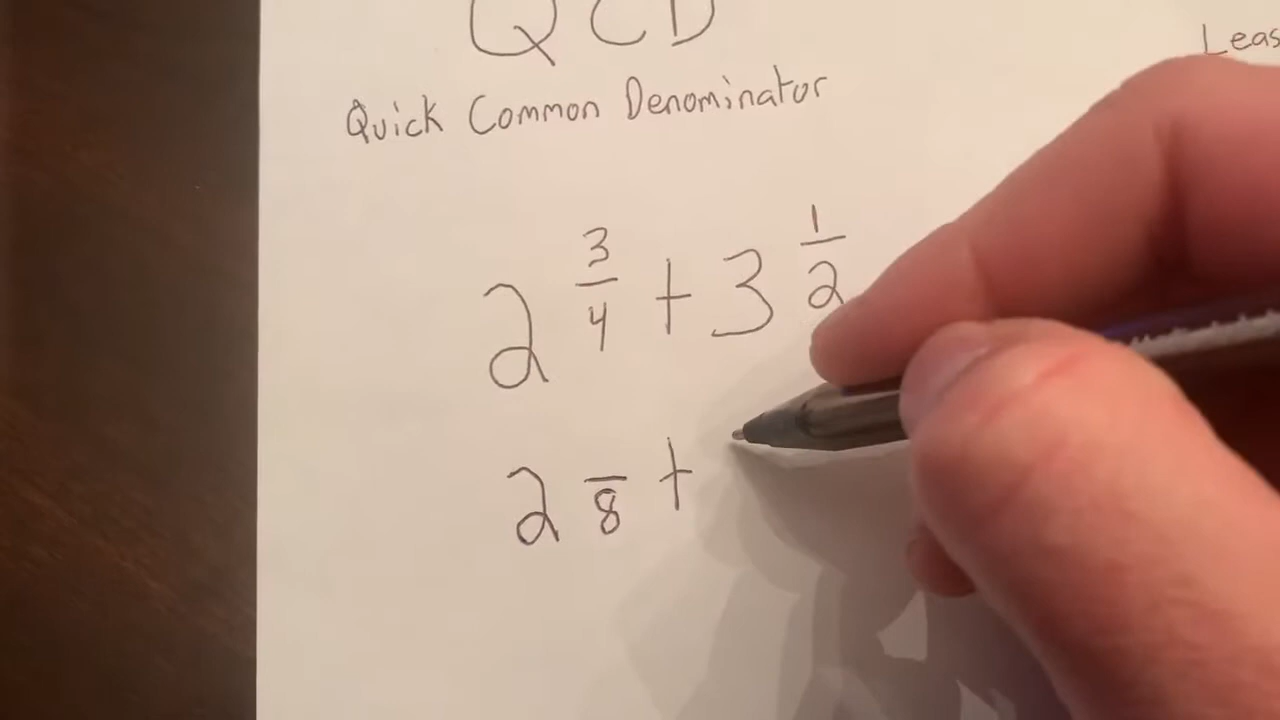 QCD
Leas
Quick Common Denominator
2 3/4 + 3 1/2
2 /8 +